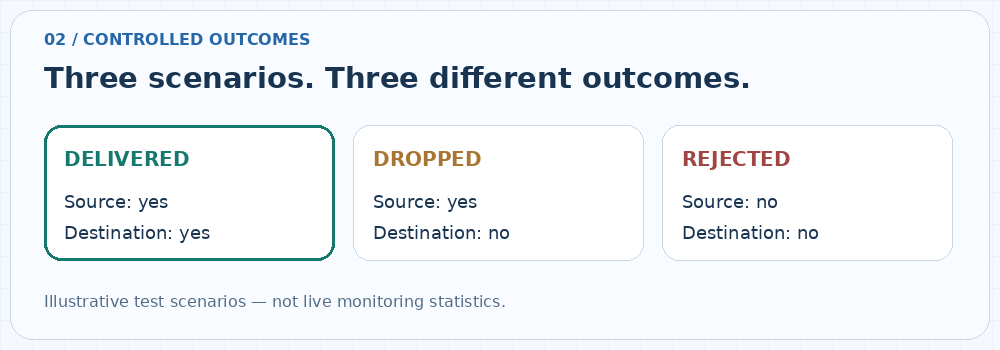 02 / CONTROLLED OUTCOMES
Three scenarios. Three different outcomes.
DELIVERED
Source: yes
Destination: yes
DROPPED
Source: yes
Destination: no
REJECTED
Source: no
Destination: no
Illustrative test scenarios — not live monitoring statistics.